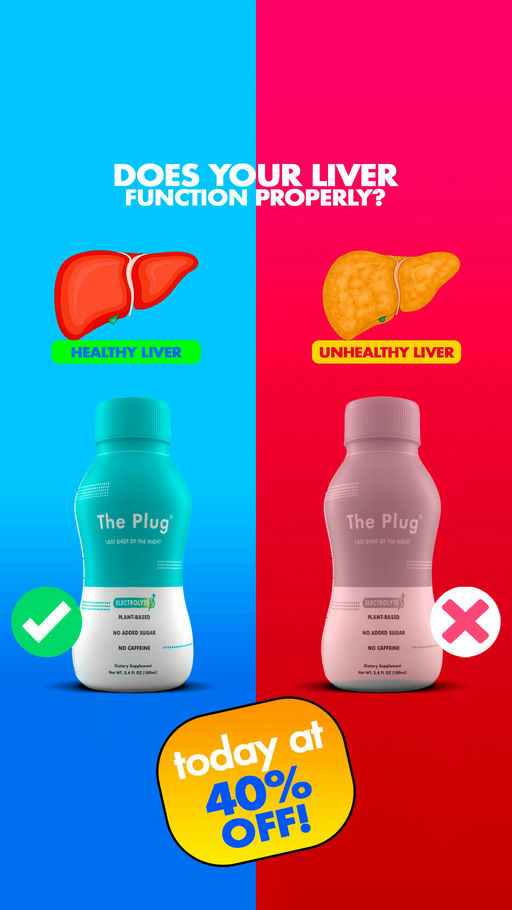 DOES YOUR LIVER
FUNCTION PROPERLY?
HEALTHY LIVER
UNHEALTHY LIVER
The Plug®
LAST SHOT OF THE NIGHT
ELECTROLYTES
PLANT-BASED
NO ADDED SUGAR
NO CAFFEINE
Dietary Supplement
Net WT. 3.4 FL OZ (100mL)
The Plug®
LAST SHOT OF THE NIGHT
ELECTROLYTES
PLANT-BASED
NO ADDED SUGAR
NO CAFFEINE
Dietary Supplement
Net WT. 3.4 FL OZ (100mL)
today at
40%
OFF!